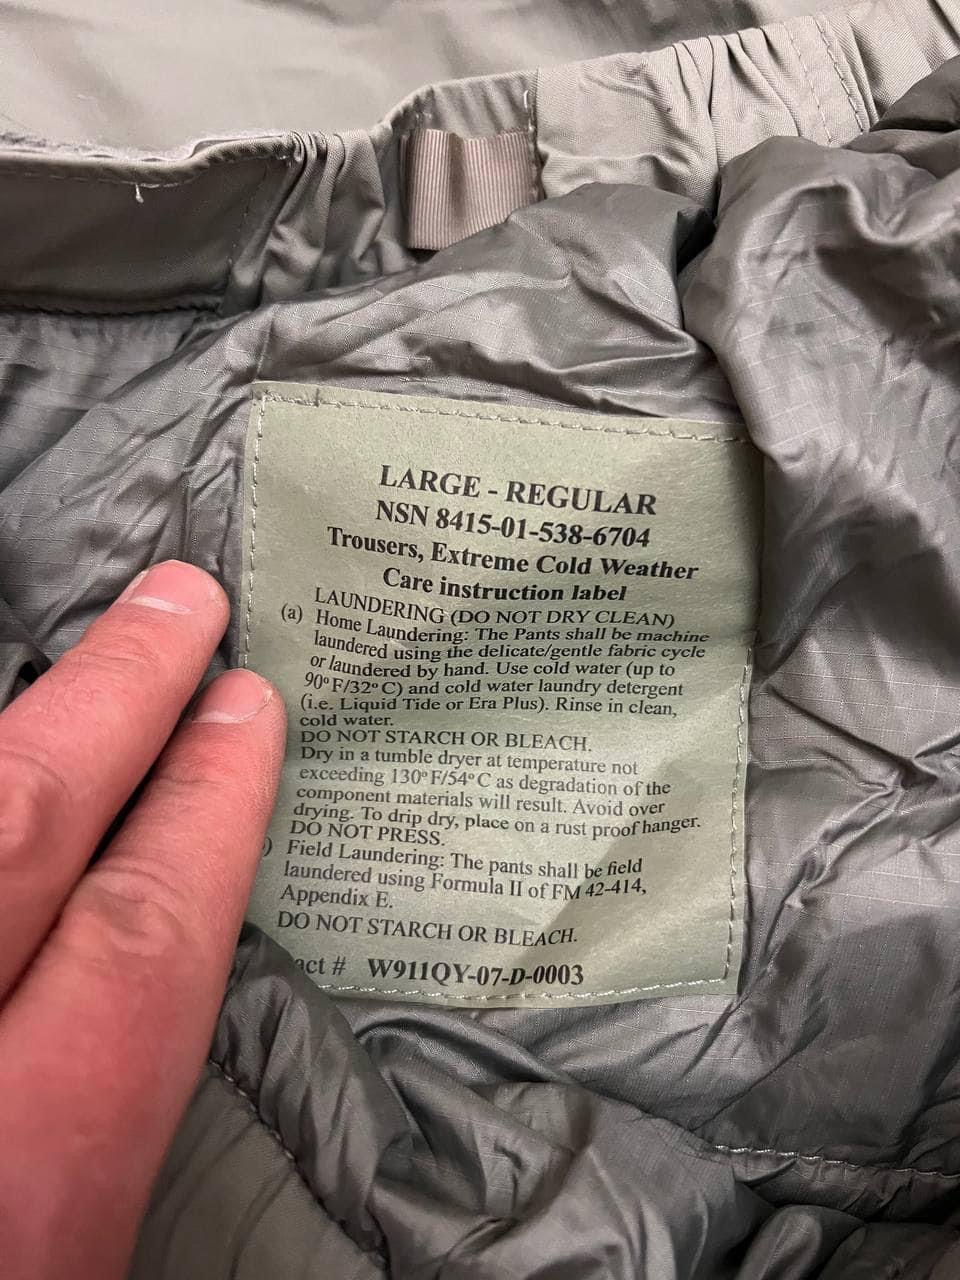 LARGE - REGULAR
NSN 8415-01-538-6704
Trousers, Extreme Cold Weather
Care instruction label
LAUNDERING (DO NOT DRY CLEAN)
(a) Home Laundering: The Pants shall be machine
laundered using the delicate/gentle fabric cycle
or laundered by hand. Use cold water (up to
90° F/32° C) and cold water laundry detergent
(i.e. Liquid Tide or Era Plus). Rinse in clean,
cold water.
DO NOT STARCH OR BLEACH.
Dry in a tumble dryer at temperature not
exceeding 130° F/54° C as degradation of the
component materials will result. Avoid over
drying. To drip dry, place on a rust proof hanger.
DO NOT PRESS.
) Field Laundering: The pants shall be field
laundered using Formula II of FM 42-414,
Appendix E.
DO NOT STARCH OR BLEACH.
act # W911QY-07-D-0003